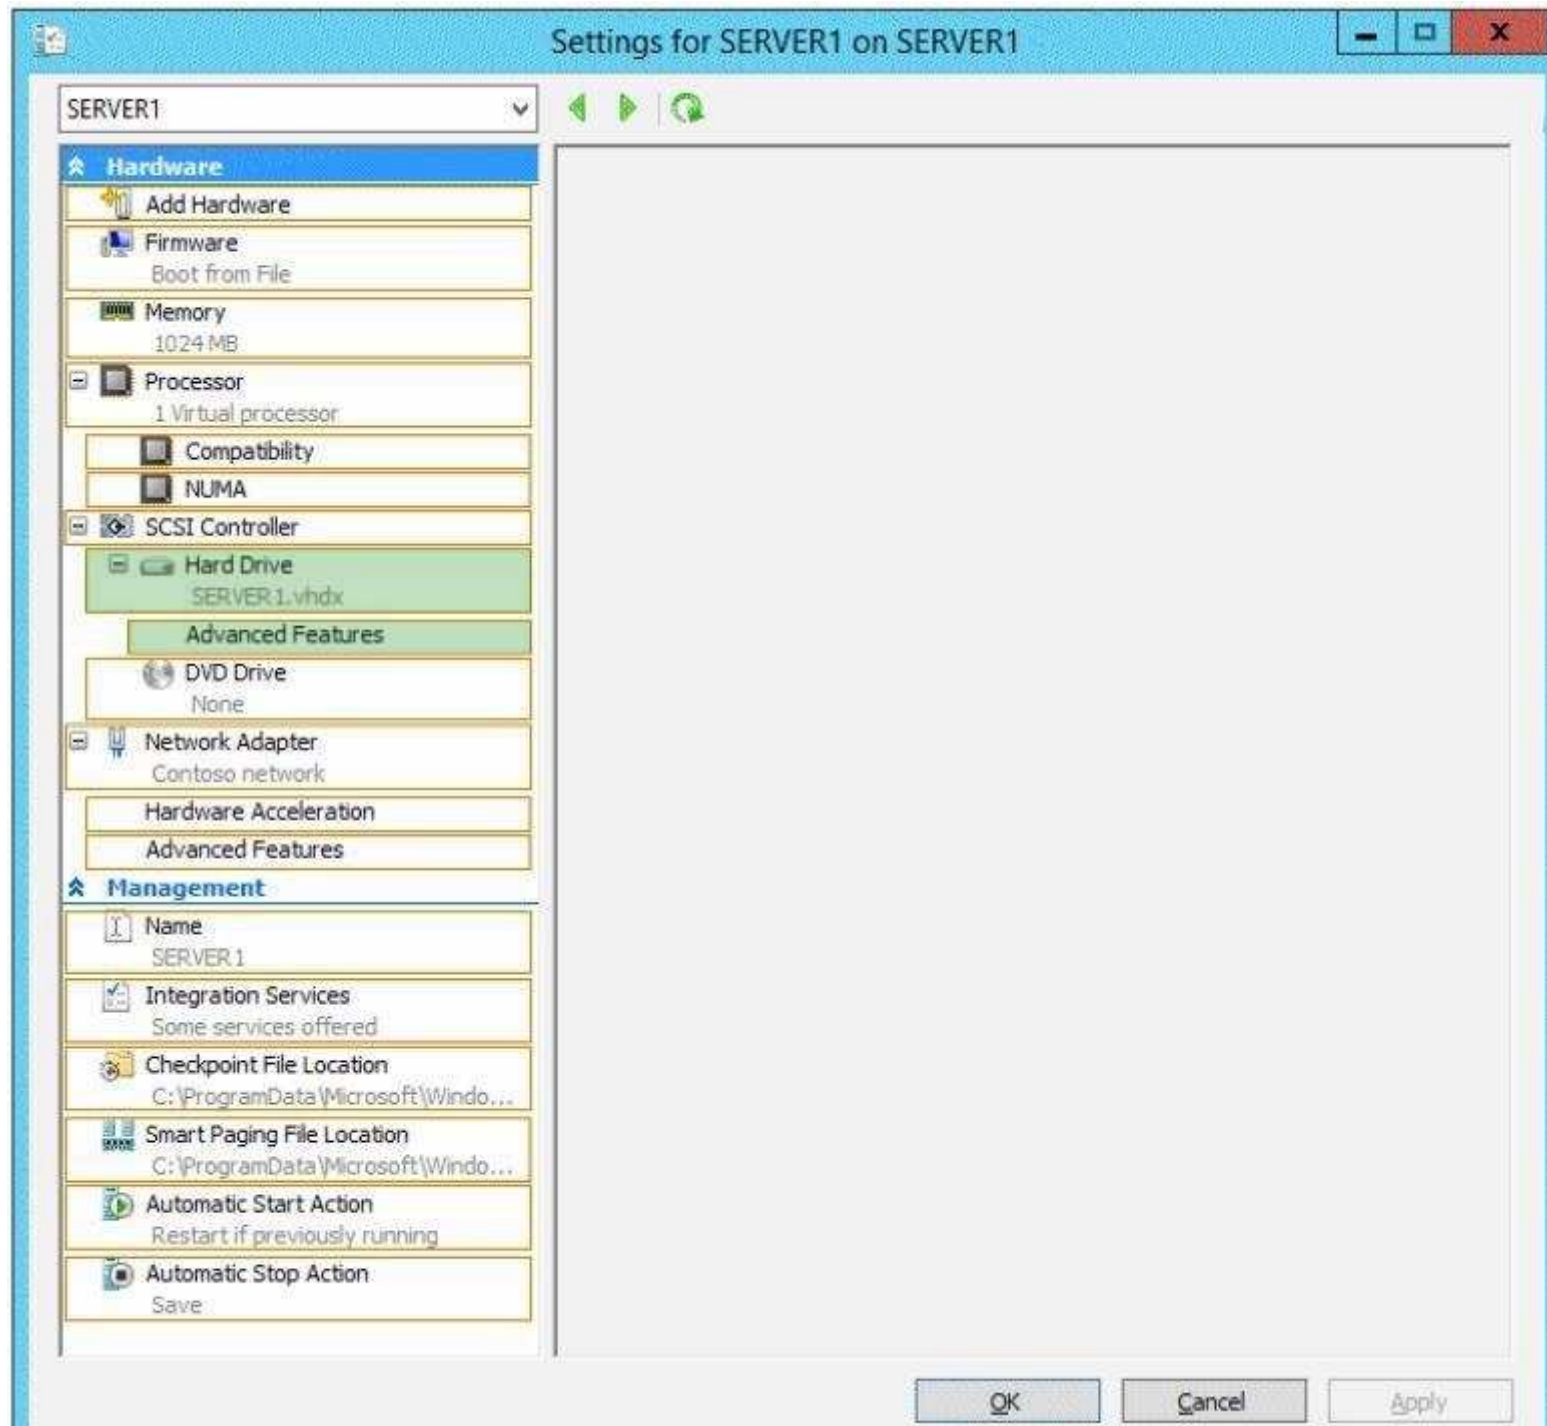 Settings for SERVER1 on SERVER1
SERVER1
Hardware
Add Hardware
Firmware
Boot from File
Memory
1024 MB
Processor
1 Virtual processor
Compatibility
NUMA
SCSI Controller
Hard Drive
SERVER1.vhdx
Advanced Features
DVD Drive
None
Network Adapter
Contoso network
Hardware Acceleration
Advanced Features
Management
Name
SERVER1
Integration Services
Some services offered
Checkpoint File Location
C:\ProgramData\Microsoft\Windo...
Smart Paging File Location
C:\ProgramData\Microsoft\Windo...
Automatic Start Action
Restart if previously running
Automatic Stop Action
Save
OK Cancel Apply